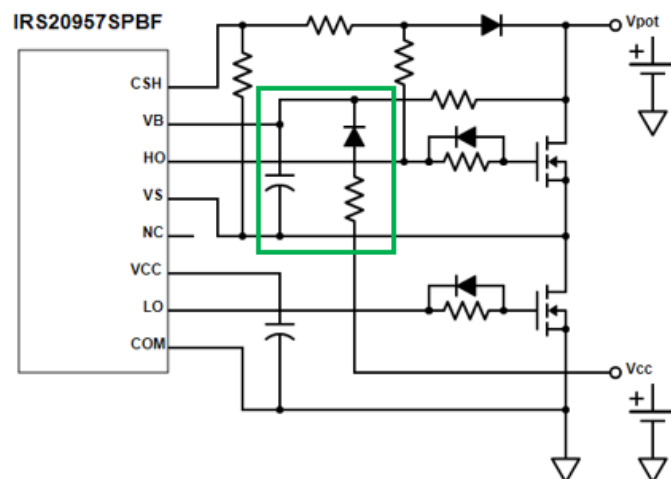 IRS20957SPBF
Vpot
+
CSH
VB
HO
VS
NC
VCC
LO
COM
Vcc
+